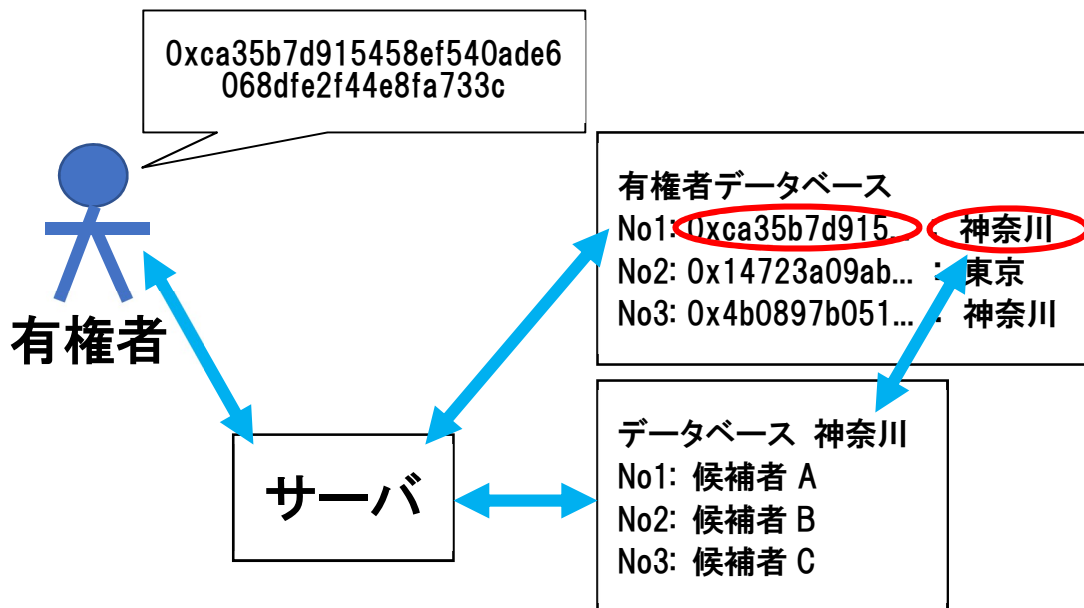 0xca35b7d915458ef540ade6
068dfe2f44e8fa733c
有権者
サーバ
有権者データベース
No1: 0xca35b7d915... : 神奈川
No2: 0x14723a09ab... : 東京
No3: 0x4b0897b051... : 神奈川
データベース 神奈川
No1: 候補者 A
No2: 候補者 B
No3: 候補者 C